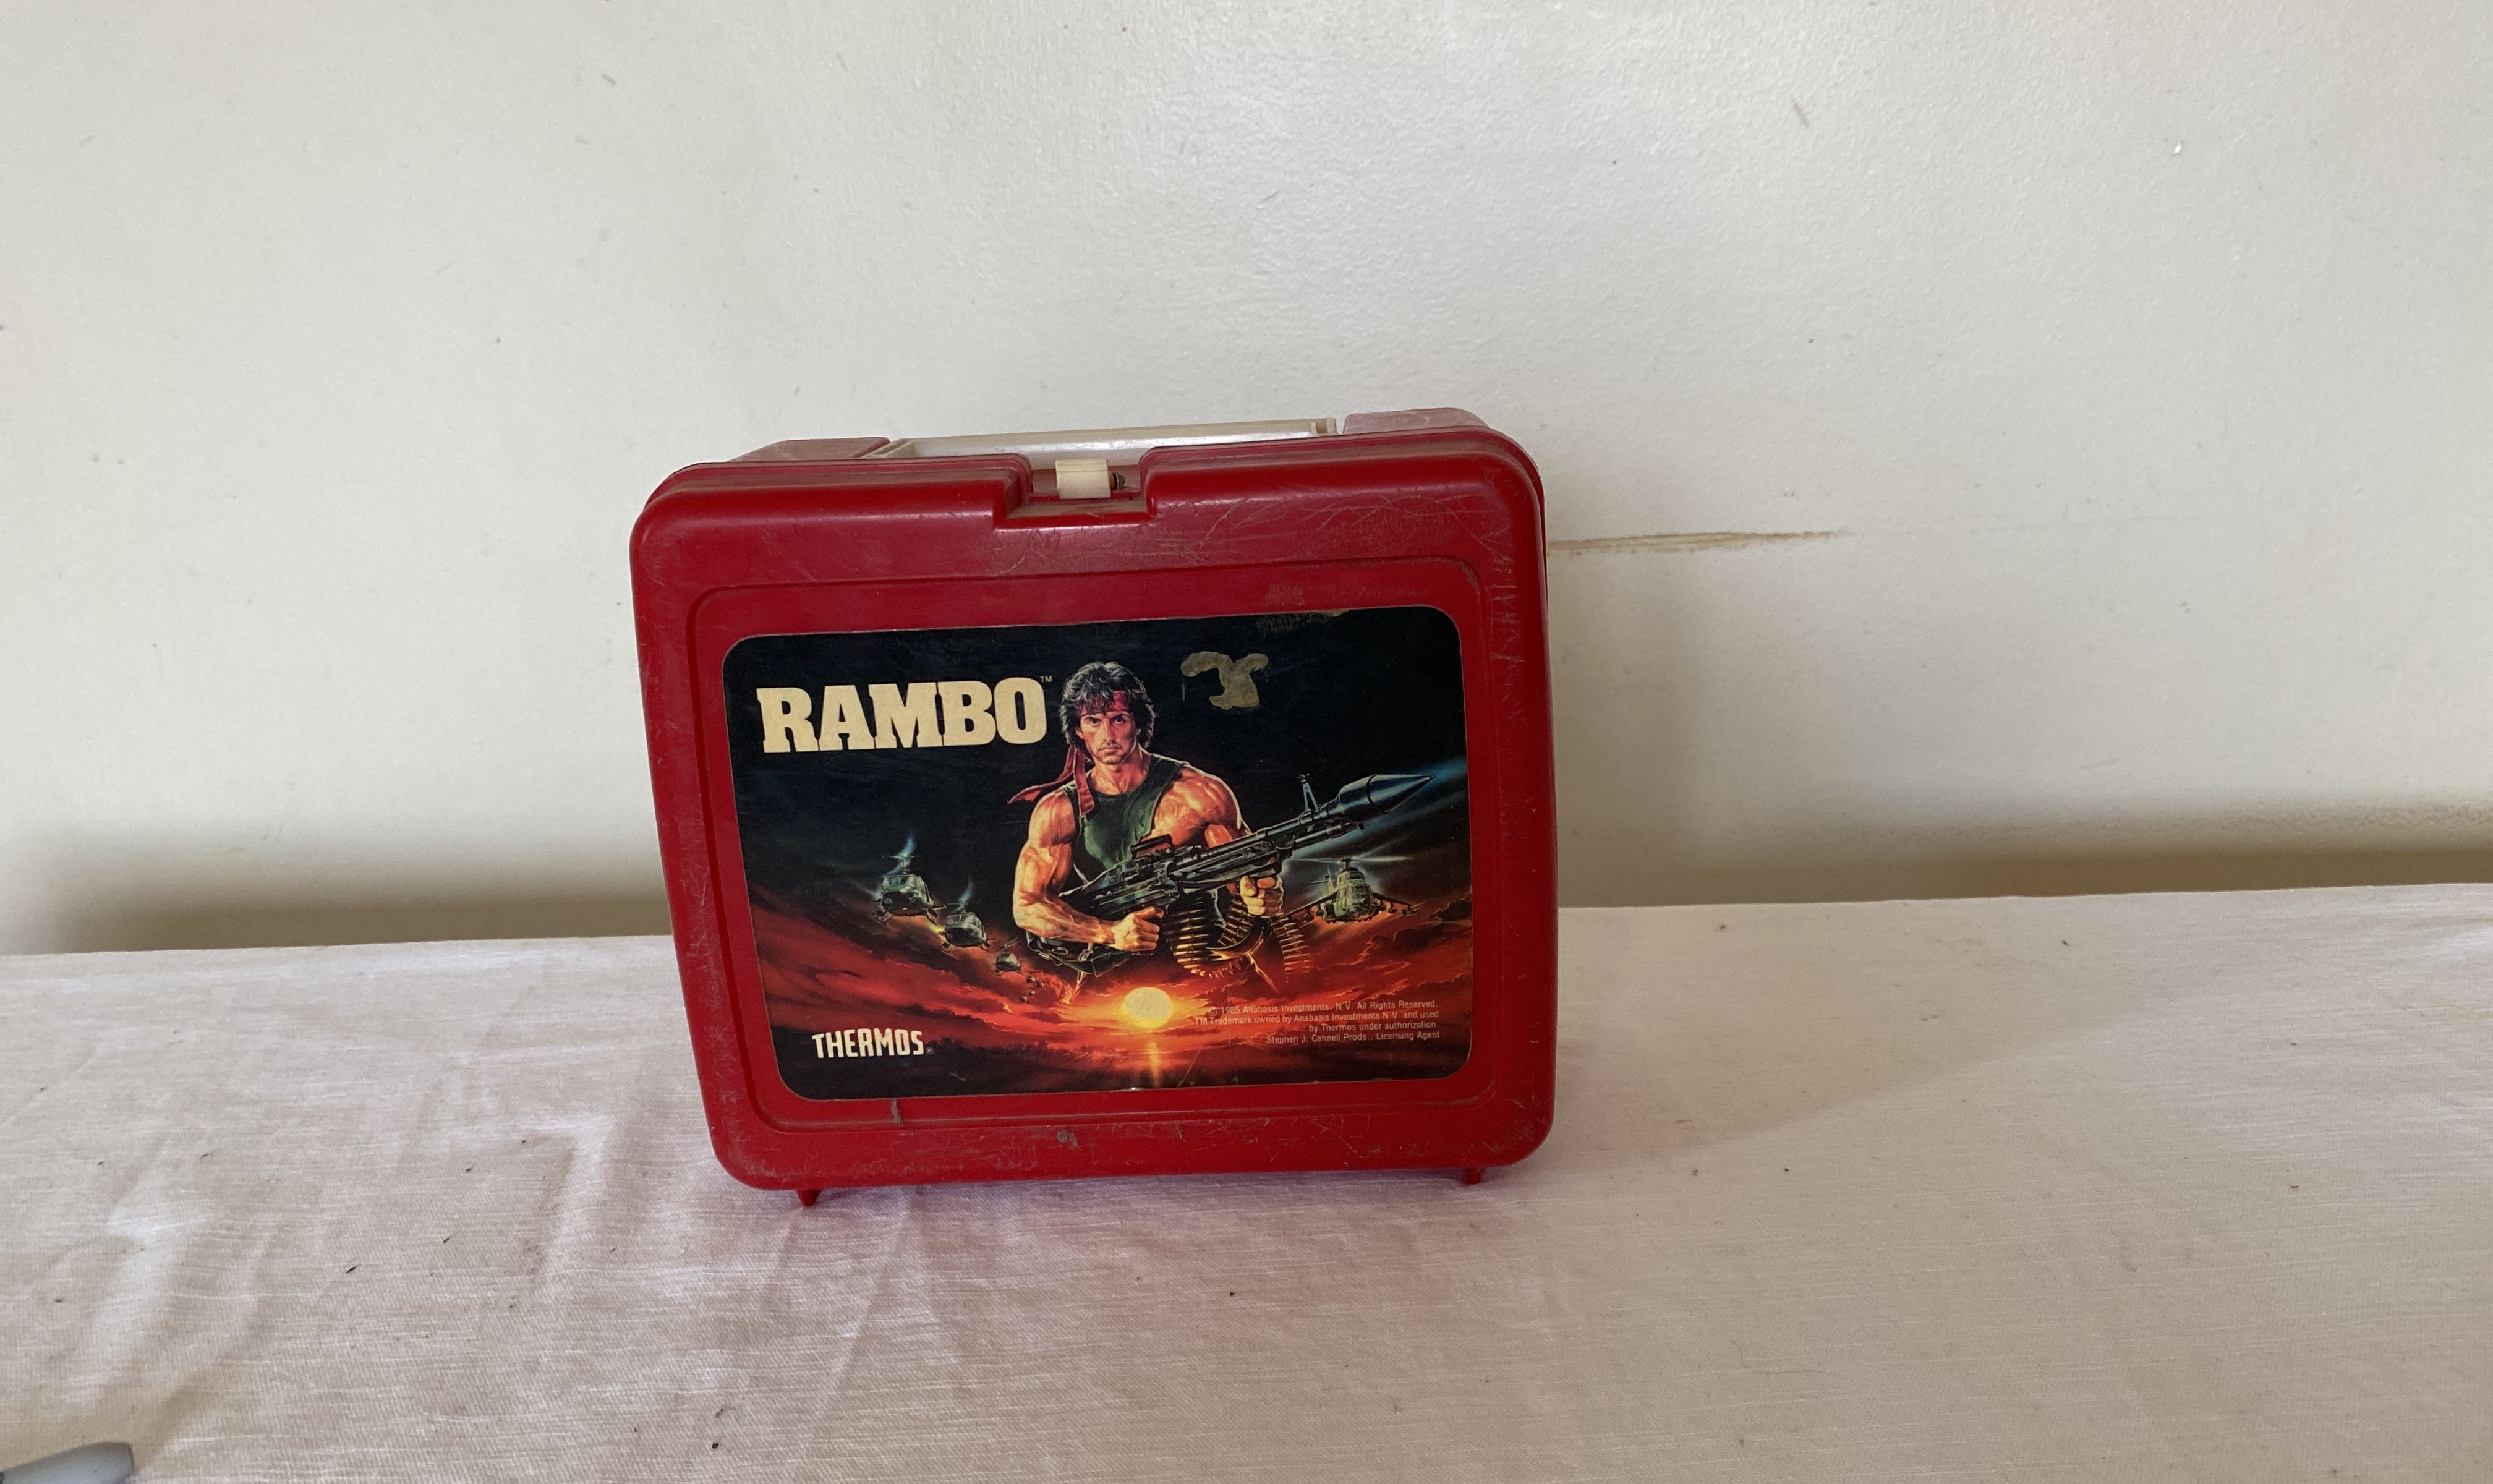 RAMBO™
© 1985 Anabasis Investments, N.V. All Rights Reserved.
TM Trademark owned by Anabasis Investments N.V. and used
by Thermos under authorization.
Stephen J. Cannell Prods., Licensing Agent
THERMOS®